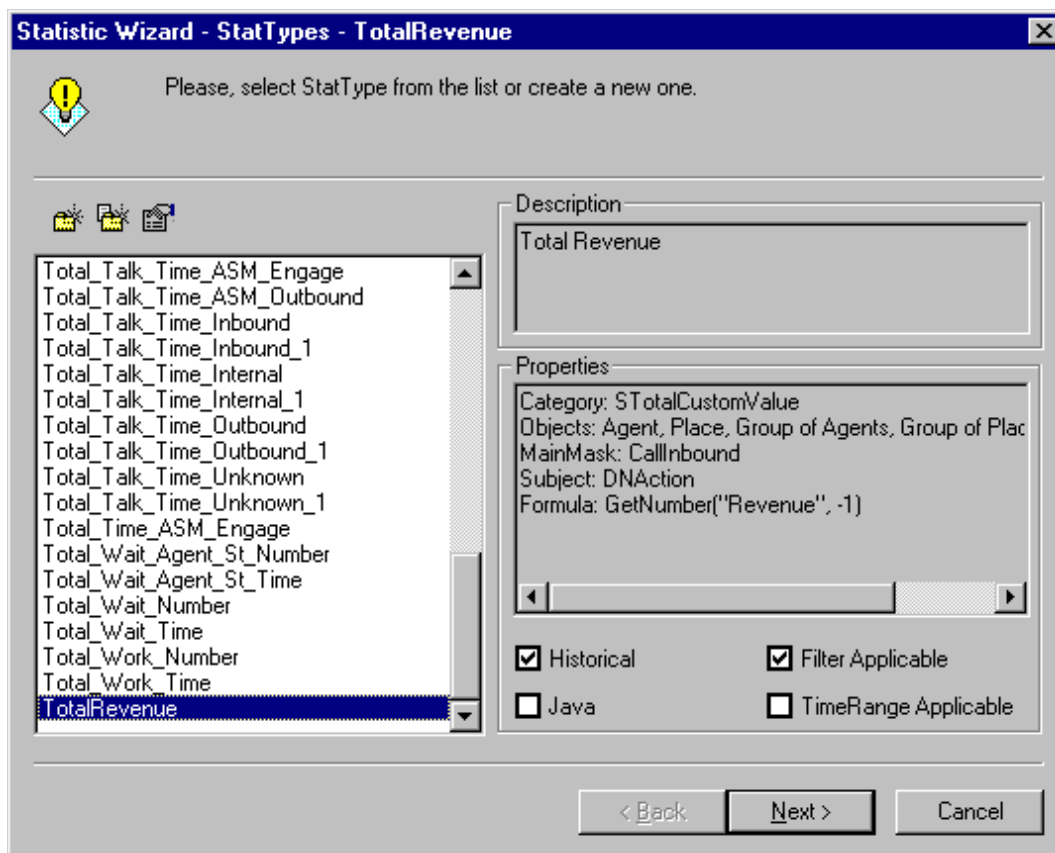 Statistic Wizard - StatTypes - TotalRevenue
Please, select StatType from the list or create a new one.
Total_Talk_Time_ASM_Engage
Total_Talk_Time_ASM_Outbound
Total_Talk_Time_Inbound
Total_Talk_Time_Inbound_1
Total_Talk_Time_Internal
Total_Talk_Time_Internal_1
Total_Talk_Time_Outbound
Total_Talk_Time_Outbound_1
Total_Talk_Time_Unknown
Total_Talk_Time_Unknown_1
Total_Time_ASM_Engage
Total_Wait_Agent_St_Number
Total_Wait_Agent_St_Time
Total_Wait_Number
Total_Wait_Time
Total_Work_Number
Total_Work_Time
TotalRevenue
Description
Total Revenue
Properties
Category: STotalCustomValue
Objects: Agent, Place, Group of Agents, Group of Plac
MainMask: CallInbound
Subject: DNAction
Formula: GetNumber("Revenue", -1)
Historical
Filter Applicable
Java
TimeRange Applicable
< Back
Next >
Cancel